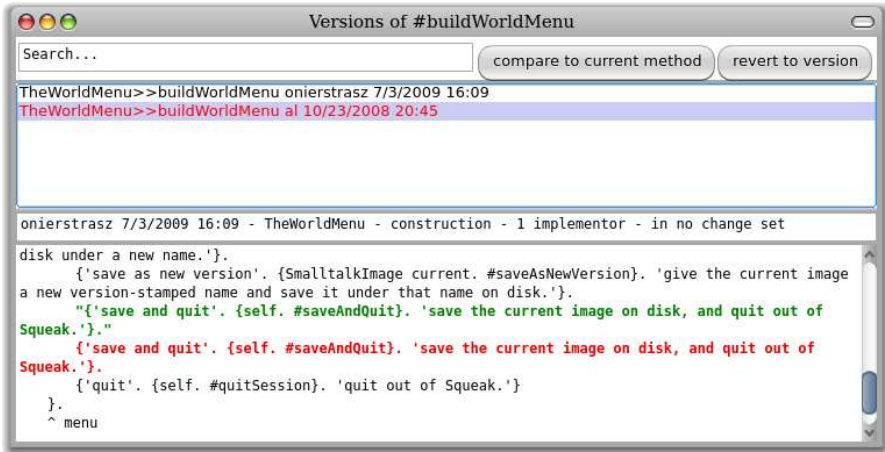 Versions of #buildWorldMenu
Search...
compare to current method
revert to version
TheWorldMenu>>buildWorldMenu onierstrasz 7/3/2009 16:09
TheWorldMenu>>buildWorldMenu al 10/23/2008 20:45
onierstrasz 7/3/2009 16:09 - TheWorldMenu - construction - 1 implementor - in no change set
disk under a new name.'}.
{'save as new version'. {SmalltalkImage current. #saveAsNewVersion}. 'give the current image
a new version-stamped name and save it under that name on disk.'}.
"{'save and quit'. {self. #saveAndQuit}. 'save the current image on disk, and quit out of
Squeak.'}."
{'save and quit'. {self. #saveAndQuit}. 'save the current image on disk, and quit out of
Squeak.'}.
{'quit'. {self. #quitSession}. 'quit out of Squeak.'}
}.
^ menu